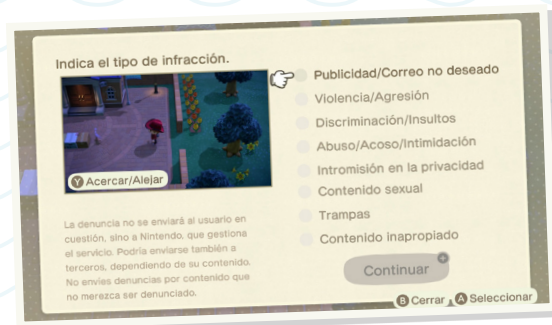 Indica el tipo de infracción.
Y Acercar/Alejar
La denuncia no se enviará al usuario en
cuestión, sino a Nintendo, que gestiona
el servicio. Podría enviarse también a
terceros, dependiendo de su contenido.
No envíes denuncias por contenido que
no merezca ser denunciado.
Publicidad/Correo no deseado
Violencia/Agresión
Discriminación/Insultos
Abuso/Acoso/Intimidación
Intromisión en la privacidad
Contenido sexual
Trampas
Contenido inapropiado
Continuar
B Cerrar A Seleccionar